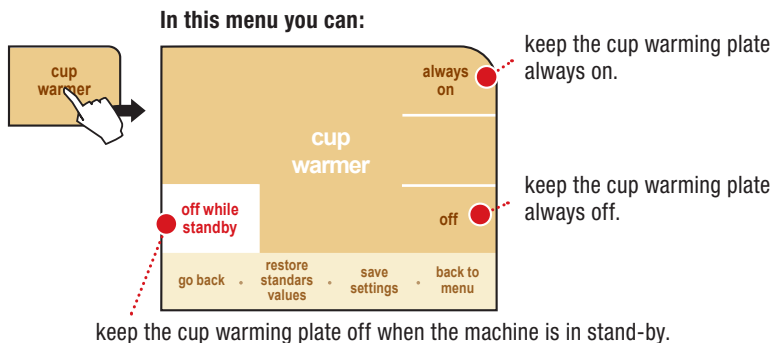 In this menu you can:
cup
warmer
always
on
keep the cup warming plate
always on.
cup
warmer
off while
standby
off
keep the cup warming plate
always off.
go back
restore
standars
values
save
settings
back to
menu
keep the cup warming plate off when the machine is in stand-by.